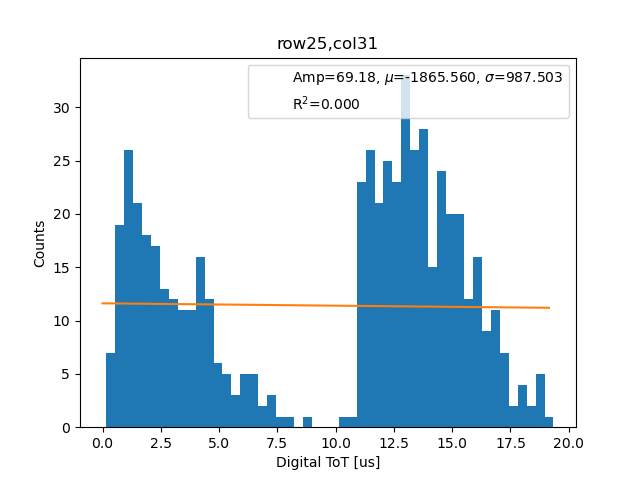 row25,col31
Amp=69.18, μ=-1865.560, σ=987.503
R²=0.000
Counts
30
25
20
15
10
5
0
0.0 2.5 5.0 7.5 10.0 12.5 15.0 17.5 20.0
Digital ToT [us]